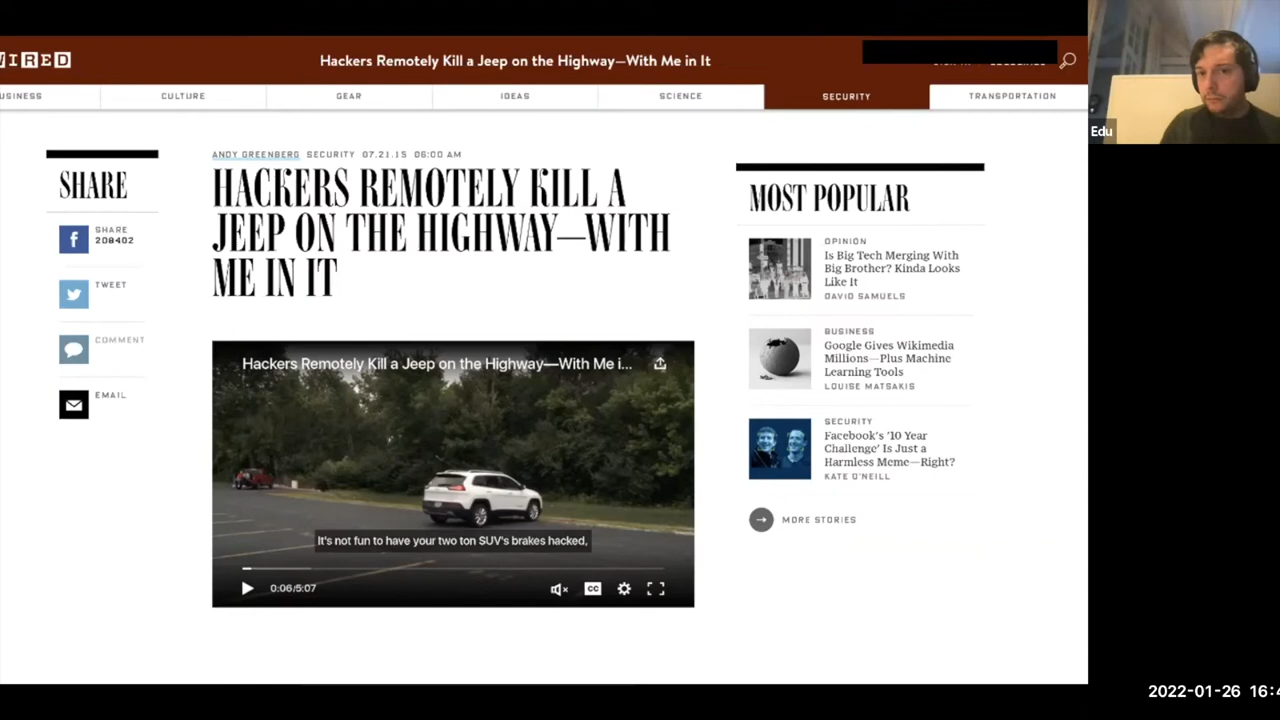 WIRED
Hackers Remotely Kill a Jeep on the Highway—With Me in It
CULTURE
GEAR
IDEAS
SCIENCE
SECURITY
TRANSPORTATION
SHARE
SHARE
208402
TWEET
COMMENT
EMAIL
ANDY GREENBERG SECURITY 07.21.15 06:00 AM
HACKERS REMOTELY KILL A
JEEP ON THE HIGHWAY—WITH
ME IN IT
Hackers Remotely Kill a Jeep on the Highway—With Me i...
It's not fun to have your two ton SUV's brakes hacked,
0:06/5:07
CC
MOST POPULAR
OPINION
Is Big Tech Merging With
Big Brother? Kinda Looks
Like It
DAVID SAMUELS
BUSINESS
Google Gives Wikimedia
Millions—Plus Machine
Learning Tools
LOUISE MATSAKIS
SECURITY
Facebook's '10 Year
Challenge' Is Just a
Harmless Meme—Right?
KATE O'NEILL
MORE STORIES
Edu
2022-01-26 16:4